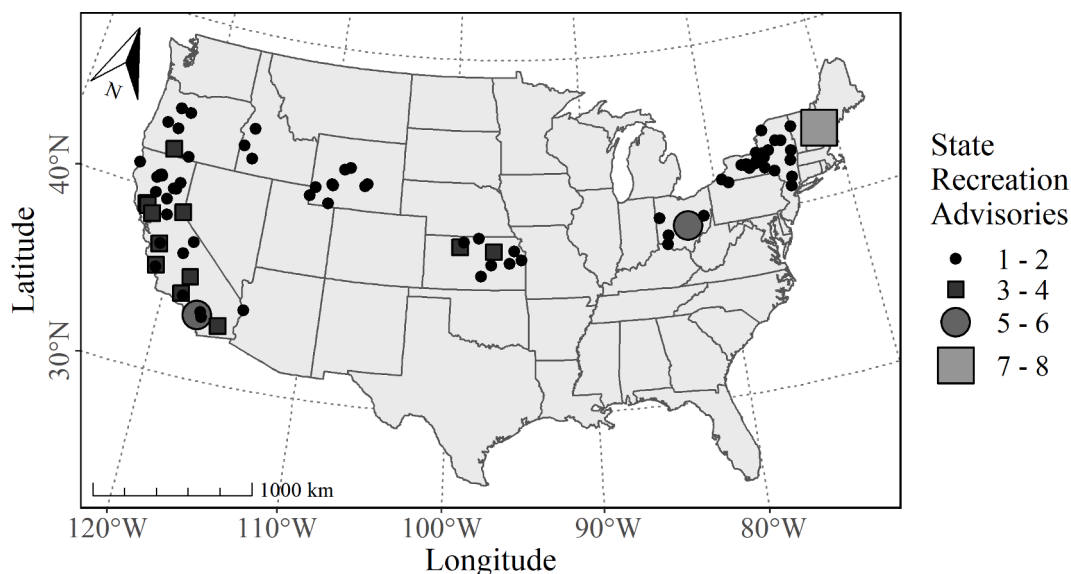 N
40°N
30°N
Latitude
1000 km
120°W
110°W
100°W
90°W
80°W
Longitude
State
Recreation
Advisories
1 - 2
3 - 4
5 - 6
7 - 8